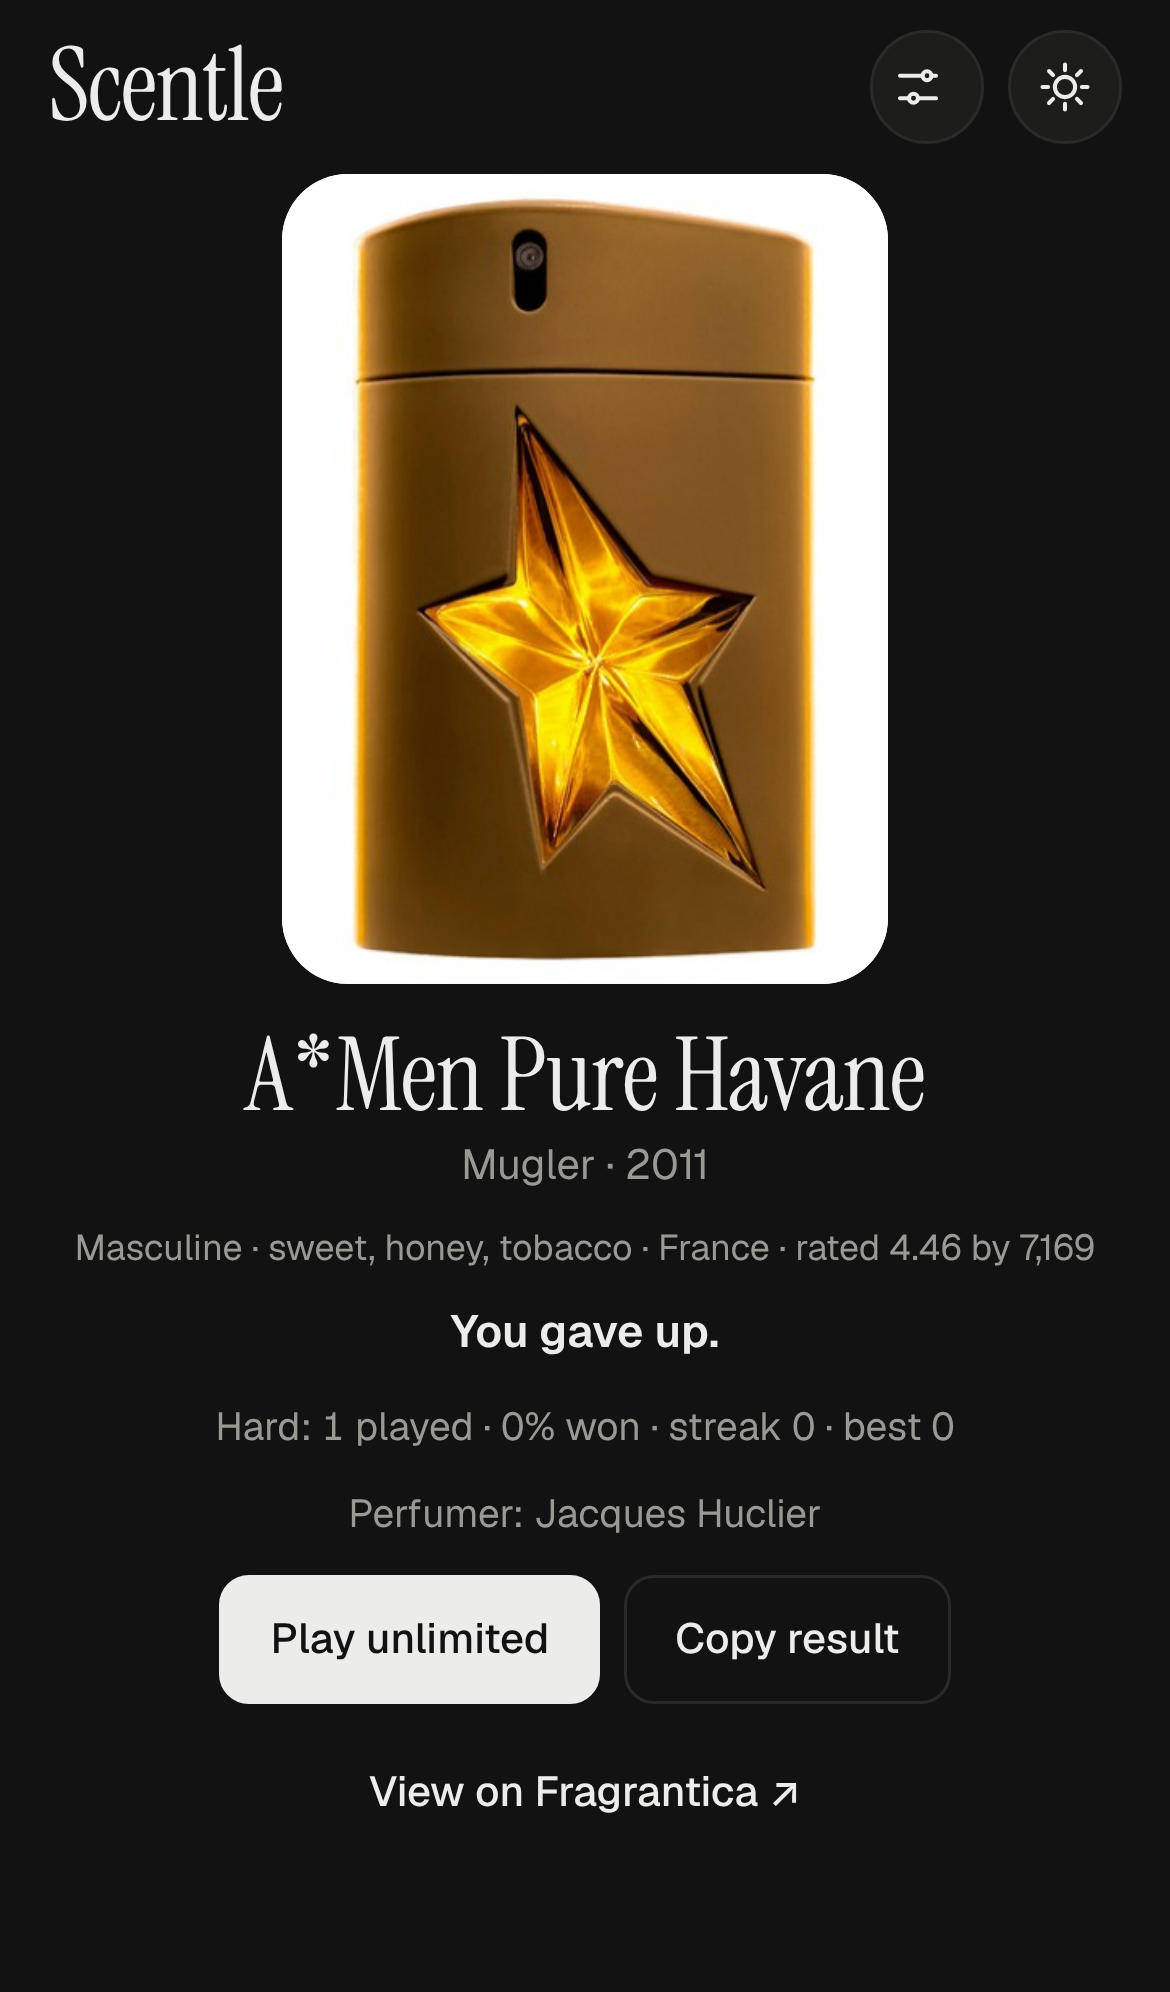 Scentle
A*Men Pure Havane
Mugler · 2011
Masculine · sweet, honey, tobacco · France · rated 4.46 by 7,169
You gave up.
Hard: 1 played · 0% won · streak 0 · best 0
Perfumer: Jacques Huclier
Play unlimited
Copy result
View on Fragrantica ↗